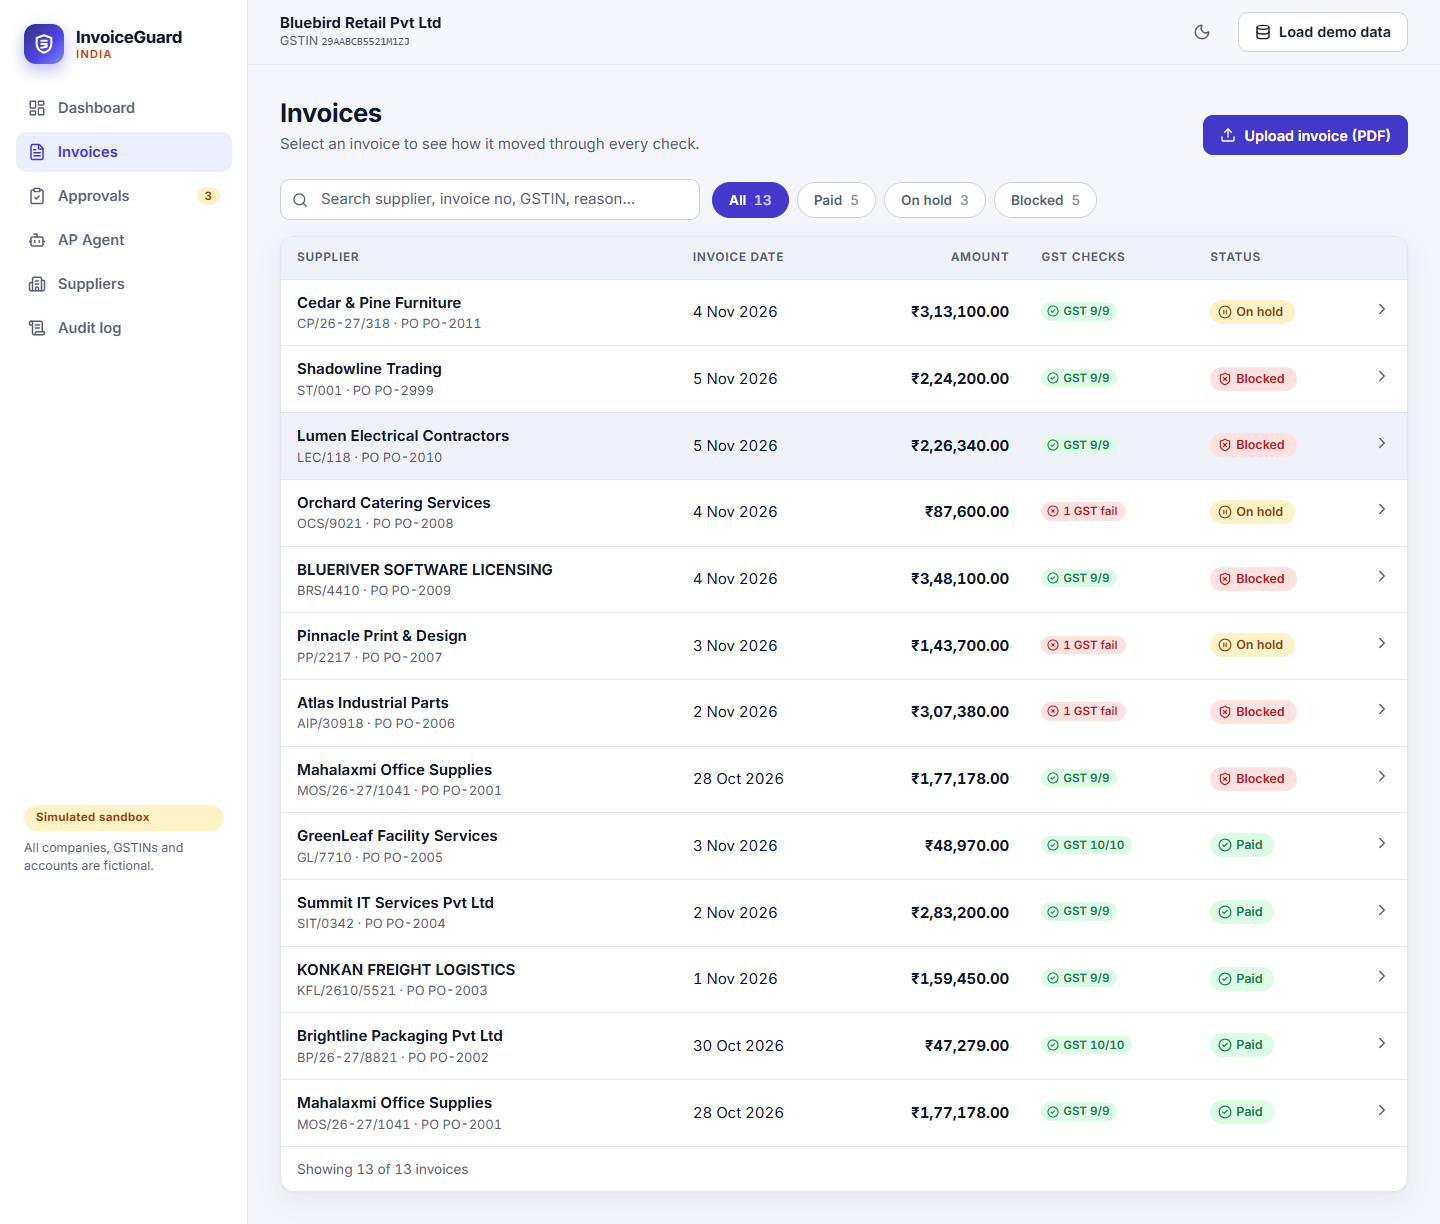 InvoiceGuard
INDIA
Dashboard
Invoices
Approvals 3
AP Agent
Suppliers
Audit log
Simulated sandbox
All companies, GSTINs and
accounts are fictional.
Bluebird Retail Pvt Ltd
GSTIN 29AABCB5521M1ZJ
Load demo data
Invoices
Select an invoice to see how it moved through every check.
Upload invoice (PDF)
Search supplier, invoice no, GSTIN, reason...
All 13 Paid 5 On hold 3 Blocked 5
SUPPLIER INVOICE DATE AMOUNT GST CHECKS STATUS
Cedar & Pine Furniture
CP/26-27/318 · PO PO-2011
4 Nov 2026 ₹3,13,100.00 GST 9/9 On hold
Shadowline Trading
ST/001 · PO PO-2999
5 Nov 2026 ₹2,24,200.00 GST 9/9 Blocked
Lumen Electrical Contractors
LEC/118 · PO PO-2010
5 Nov 2026 ₹2,26,340.00 GST 9/9 Blocked
Orchard Catering Services
OCS/9021 · PO PO-2008
4 Nov 2026 ₹87,600.00 1 GST fail On hold
BLUERIVER SOFTWARE LICENSING
BRS/4410 · PO PO-2009
4 Nov 2026 ₹3,48,100.00 GST 9/9 Blocked
Pinnacle Print & Design
PP/2217 · PO PO-2007
3 Nov 2026 ₹1,43,700.00 1 GST fail On hold
Atlas Industrial Parts
AIP/30918 · PO PO-2006
2 Nov 2026 ₹3,07,380.00 1 GST fail Blocked
Mahalaxmi Office Supplies
MOS/26-27/1041 · PO PO-2001
28 Oct 2026 ₹1,77,178.00 GST 9/9 Blocked
GreenLeaf Facility Services
GL/7710 · PO PO-2005
3 Nov 2026 ₹48,970.00 GST 10/10 Paid
Summit IT Services Pvt Ltd
SIT/0342 · PO PO-2004
2 Nov 2026 ₹2,83,200.00 GST 9/9 Paid
KONKAN FREIGHT LOGISTICS
KFL/2610/5521 · PO PO-2003
1 Nov 2026 ₹1,59,450.00 GST 9/9 Paid
Brightline Packaging Pvt Ltd
BP/26-27/8821 · PO PO-2002
30 Oct 2026 ₹47,279.00 GST 10/10 Paid
Mahalaxmi Office Supplies
MOS/26-27/1041 · PO PO-2001
28 Oct 2026 ₹1,77,178.00 GST 9/9 Paid
Showing 13 of 13 invoices